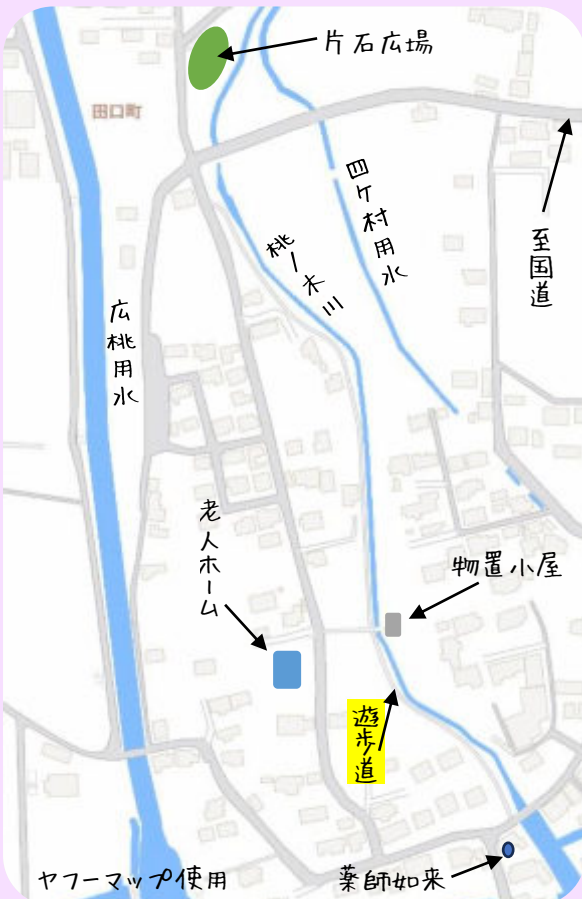 片石広場
田口町
四ケ村用水
至国道
桃ノ木川
広桃用水
老人ホーム
物置小屋
遊歩道
ヤフーマップ使用
薬師如来